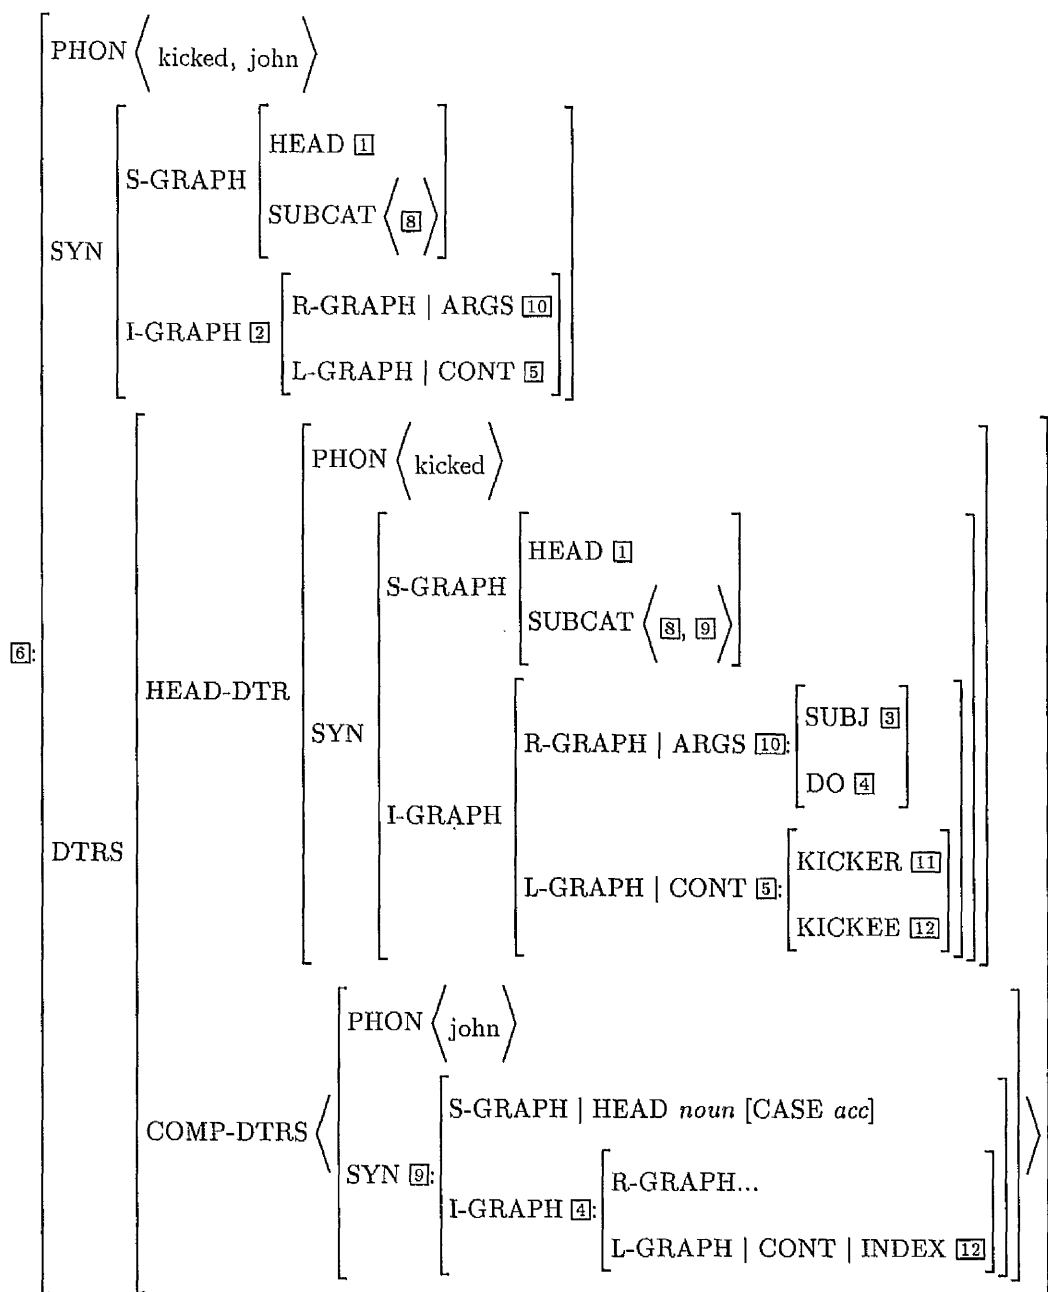 PHON ⟨ kicked, john ⟩
HEAD [1]
S-GRAPH
SUBCAT ⟨ [8] ⟩
SYN
R-GRAPH | ARGS [10]
I-GRAPH [2]
L-GRAPH | CONT [5]
PHON ⟨ kicked ⟩
HEAD [1]
S-GRAPH
SUBCAT ⟨ [8], [9] ⟩
[6]:
HEAD-DTR
SUBJ [3]
SYN
R-GRAPH | ARGS [10]:
DO [4]
I-GRAPH
DTRS
KICKER [11]
L-GRAPH | CONT [5]:
KICKEE [12]
PHON ⟨ john ⟩
S-GRAPH | HEAD noun [CASE acc]
COMP-DTRS
SYN [9]:
R-GRAPH...
I-GRAPH [4]:
L-GRAPH | CONT | INDEX [12]